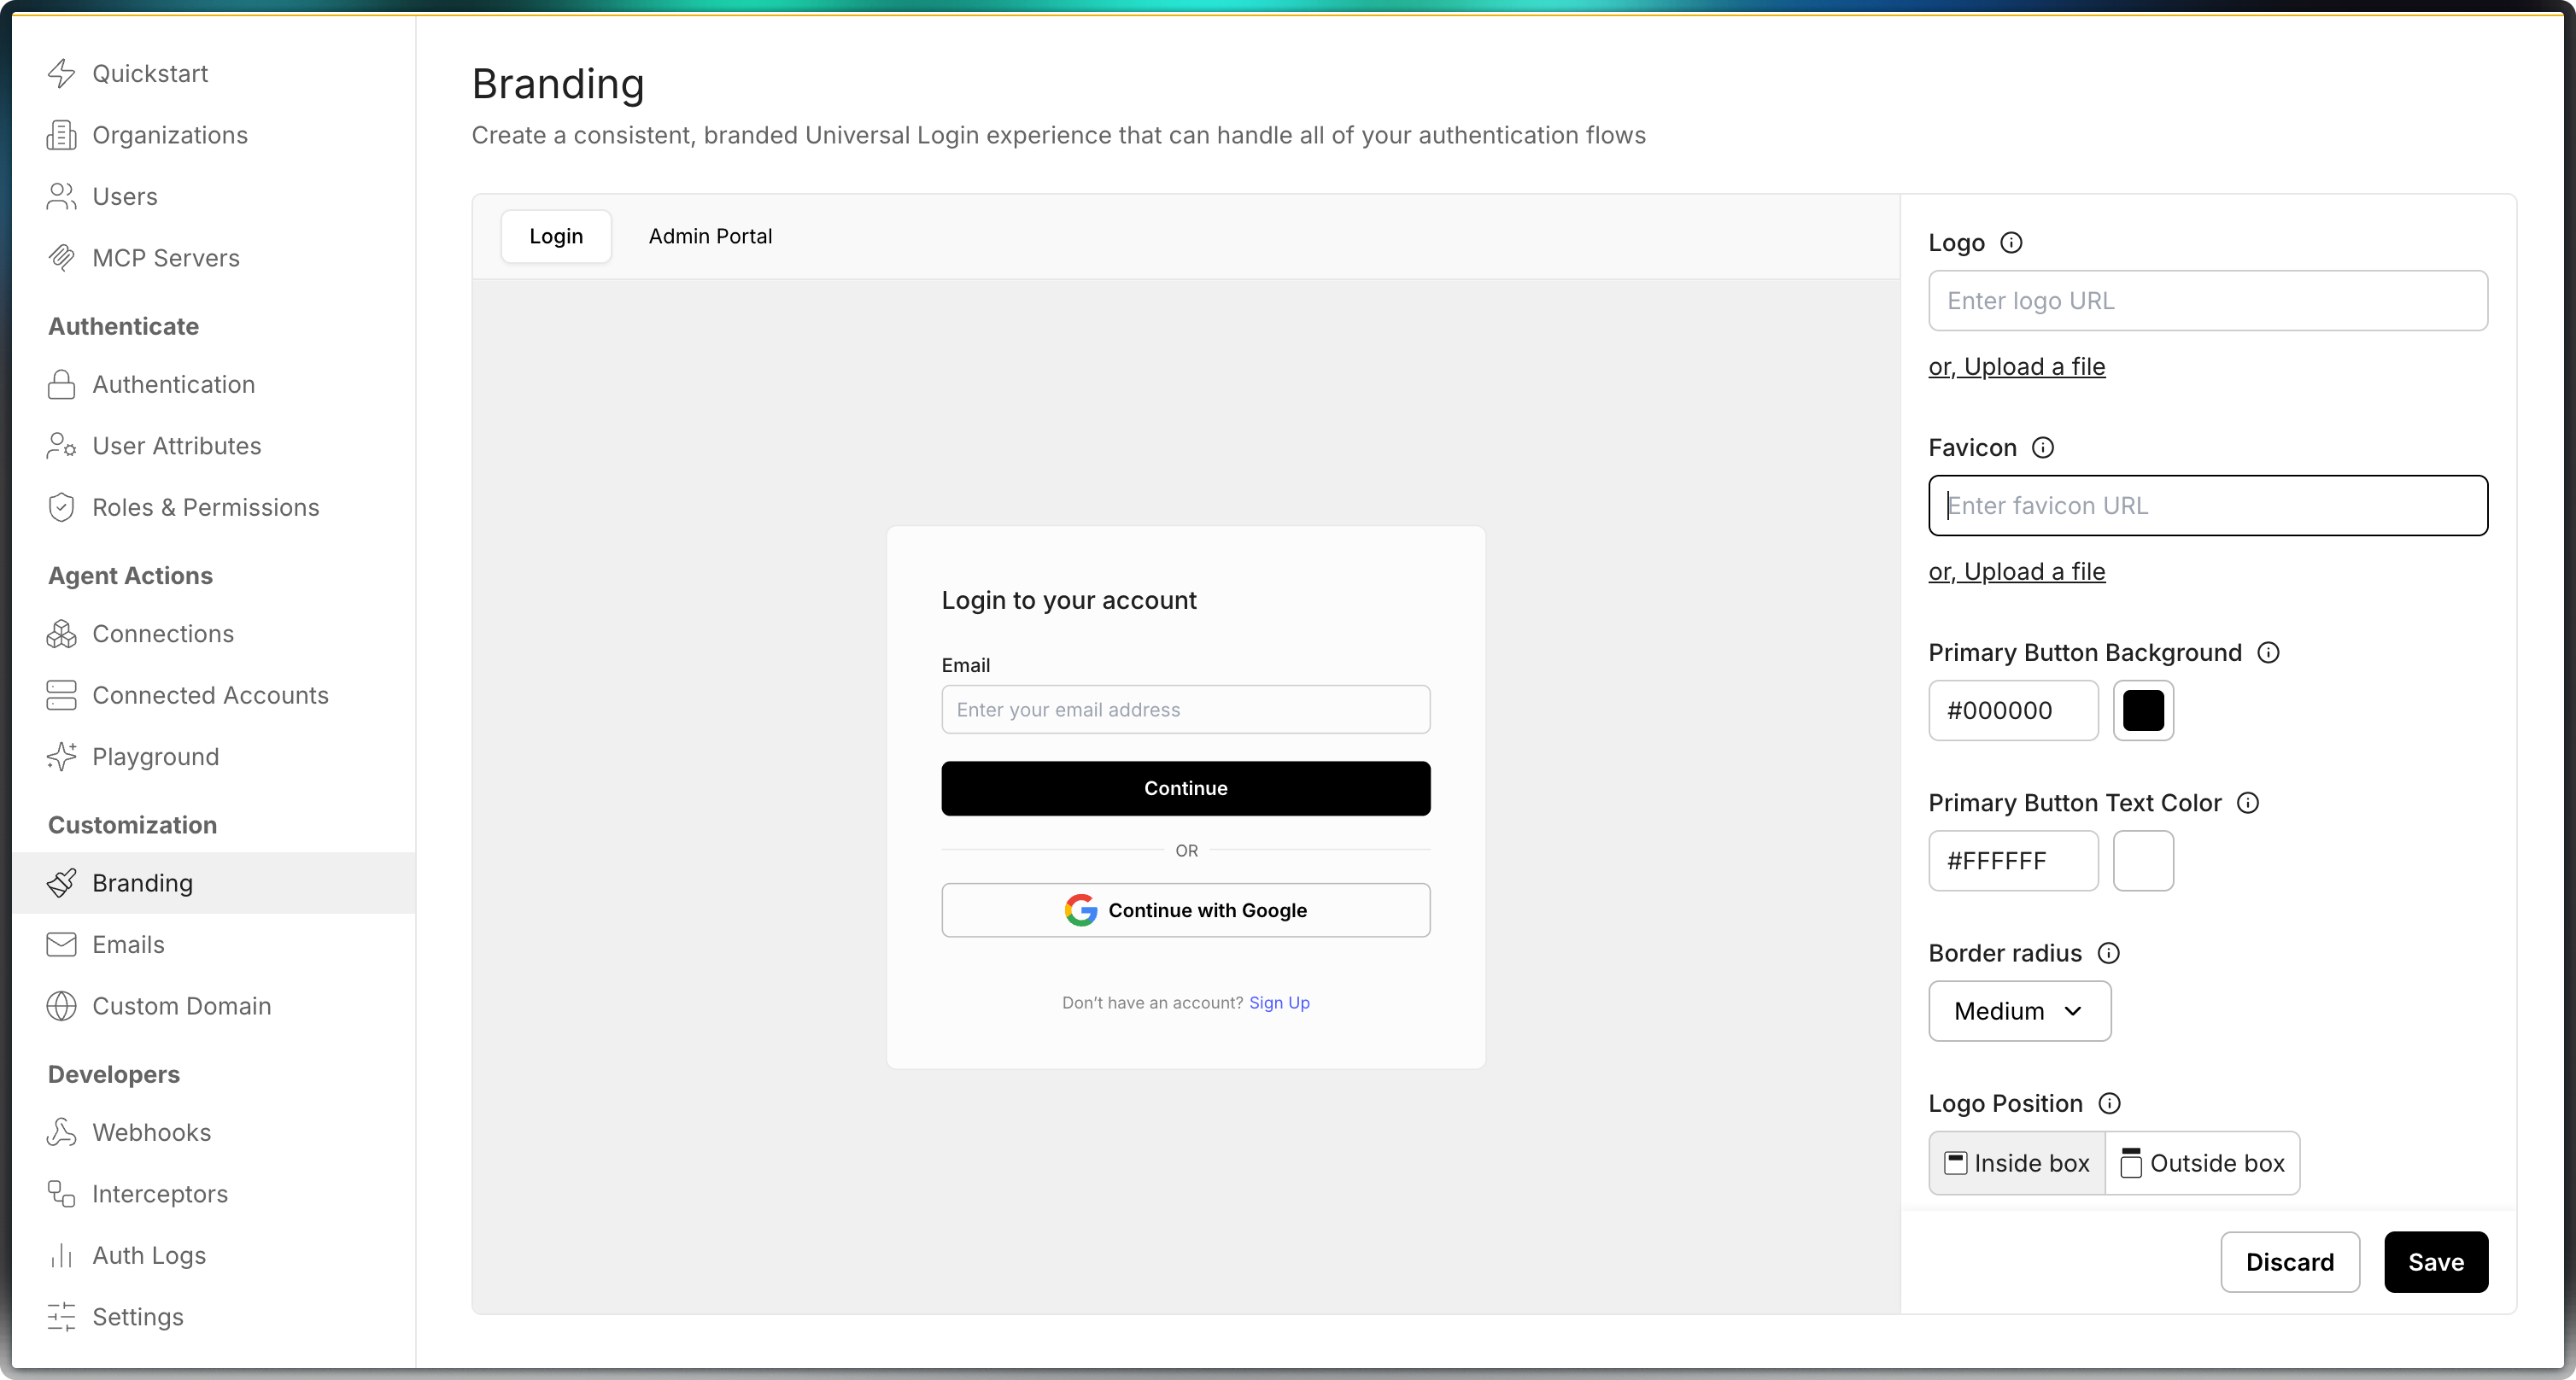 Quickstart
Organizations
Users
MCP Servers
Authenticate
Authentication
User Attributes
Roles & Permissions
Agent Actions
Connections
Connected Accounts
Playground
Customization
Branding
Emails
Custom Domain
Developers
Webhooks
Interceptors
Auth Logs
Settings
Branding
Create a consistent, branded Universal Login experience that can handle all of your authentication flows
Login
Admin Portal
Login to your account
Email
Enter your email address
Continue
OR
Continue with Google
Don’t have an account? Sign Up
Logo
Enter logo URL
or, Upload a file
Favicon
Enter favicon URL
or, Upload a file
Primary Button Background
#000000
Primary Button Text Color
#FFFFFF
Border radius
Medium
Logo Position
Inside box
Outside box
Discard
Save